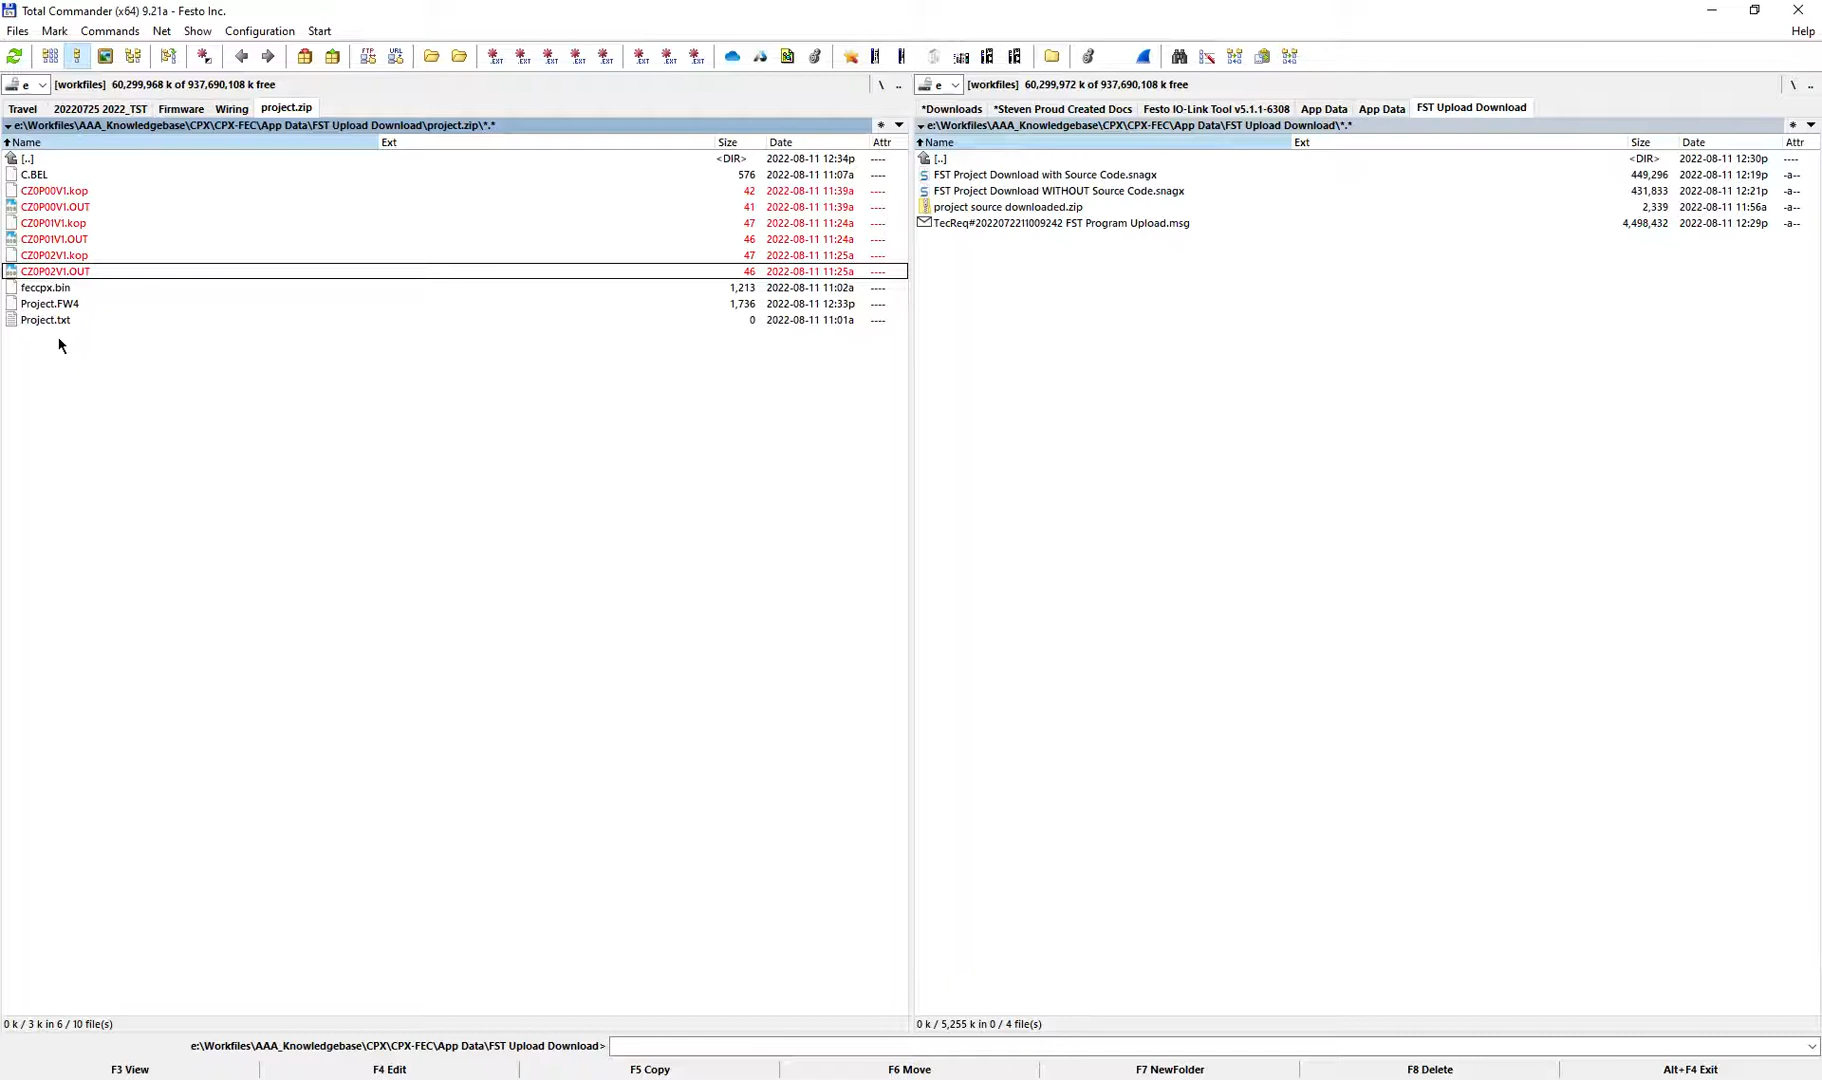 Total Commander (x64) 9.21a - Festo Inc.
Files Mark Commands Net Show Configuration Start Help
EXT EXT EXT EXT EXT EXT EXT EXT
FTP URL
e [workfiles] 60,299,968 k of 937,690,108 k free \ ..
Travel 20220725 2022_TST Firmware Wiring project.zip
e:\Workfiles\AAA_Knowledgebase\CPX\CPX-FEC\App Data\FST Upload Download\project.zip\*.*
Name Ext Size Date Attr
[..] <DIR> 2022-08-11 12:34p ----
C.BEL 576 2022-08-11 11:07a ----
CZ0P00V1.kop 42 2022-08-11 11:39a ----
CZ0P00V1.OUT 41 2022-08-11 11:39a ----
CZ0P01V1.kop 47 2022-08-11 11:24a ----
CZ0P01V1.OUT 46 2022-08-11 11:24a ----
CZ0P02V1.kop 47 2022-08-11 11:25a ----
CZ0P02V1.OUT 46 2022-08-11 11:25a ----
feccpx.bin 1,213 2022-08-11 11:02a ----
Project.FW4 1,736 2022-08-11 12:33p ----
Project.txt 0 2022-08-11 11:01a ----
0 k / 3 k in 6 / 10 file(s)
e [workfiles] 60,299,972 k of 937,690,108 k free \ ..
*Downloads *Steven Proud Created Docs Festo IO-Link Tool v5.1.1-6308 App Data App Data FST Upload Download
e:\Workfiles\AAA_Knowledgebase\CPX\CPX-FEC\App Data\FST Upload Download\*.*
Name Ext Size Date Attr
[..] <DIR> 2022-08-11 12:30p ----
FST Project Download with Source Code.snagx 449,296 2022-08-11 12:19p -a--
FST Project Download WITHOUT Source Code.snagx 431,833 2022-08-11 12:21p -a--
project source downloaded.zip 2,339 2022-08-11 11:56a -a--
TecReq#2022072211009242 FST Program Upload.msg 4,498,432 2022-08-11 12:29p -a--
0 k / 5,255 k in 0 / 4 file(s)
e:\Workfiles\AAA_Knowledgebase\CPX\CPX-FEC\App Data\FST Upload Download>
F3 View F4 Edit F5 Copy F6 Move F7 NewFolder F8 Delete Alt+F4 Exit